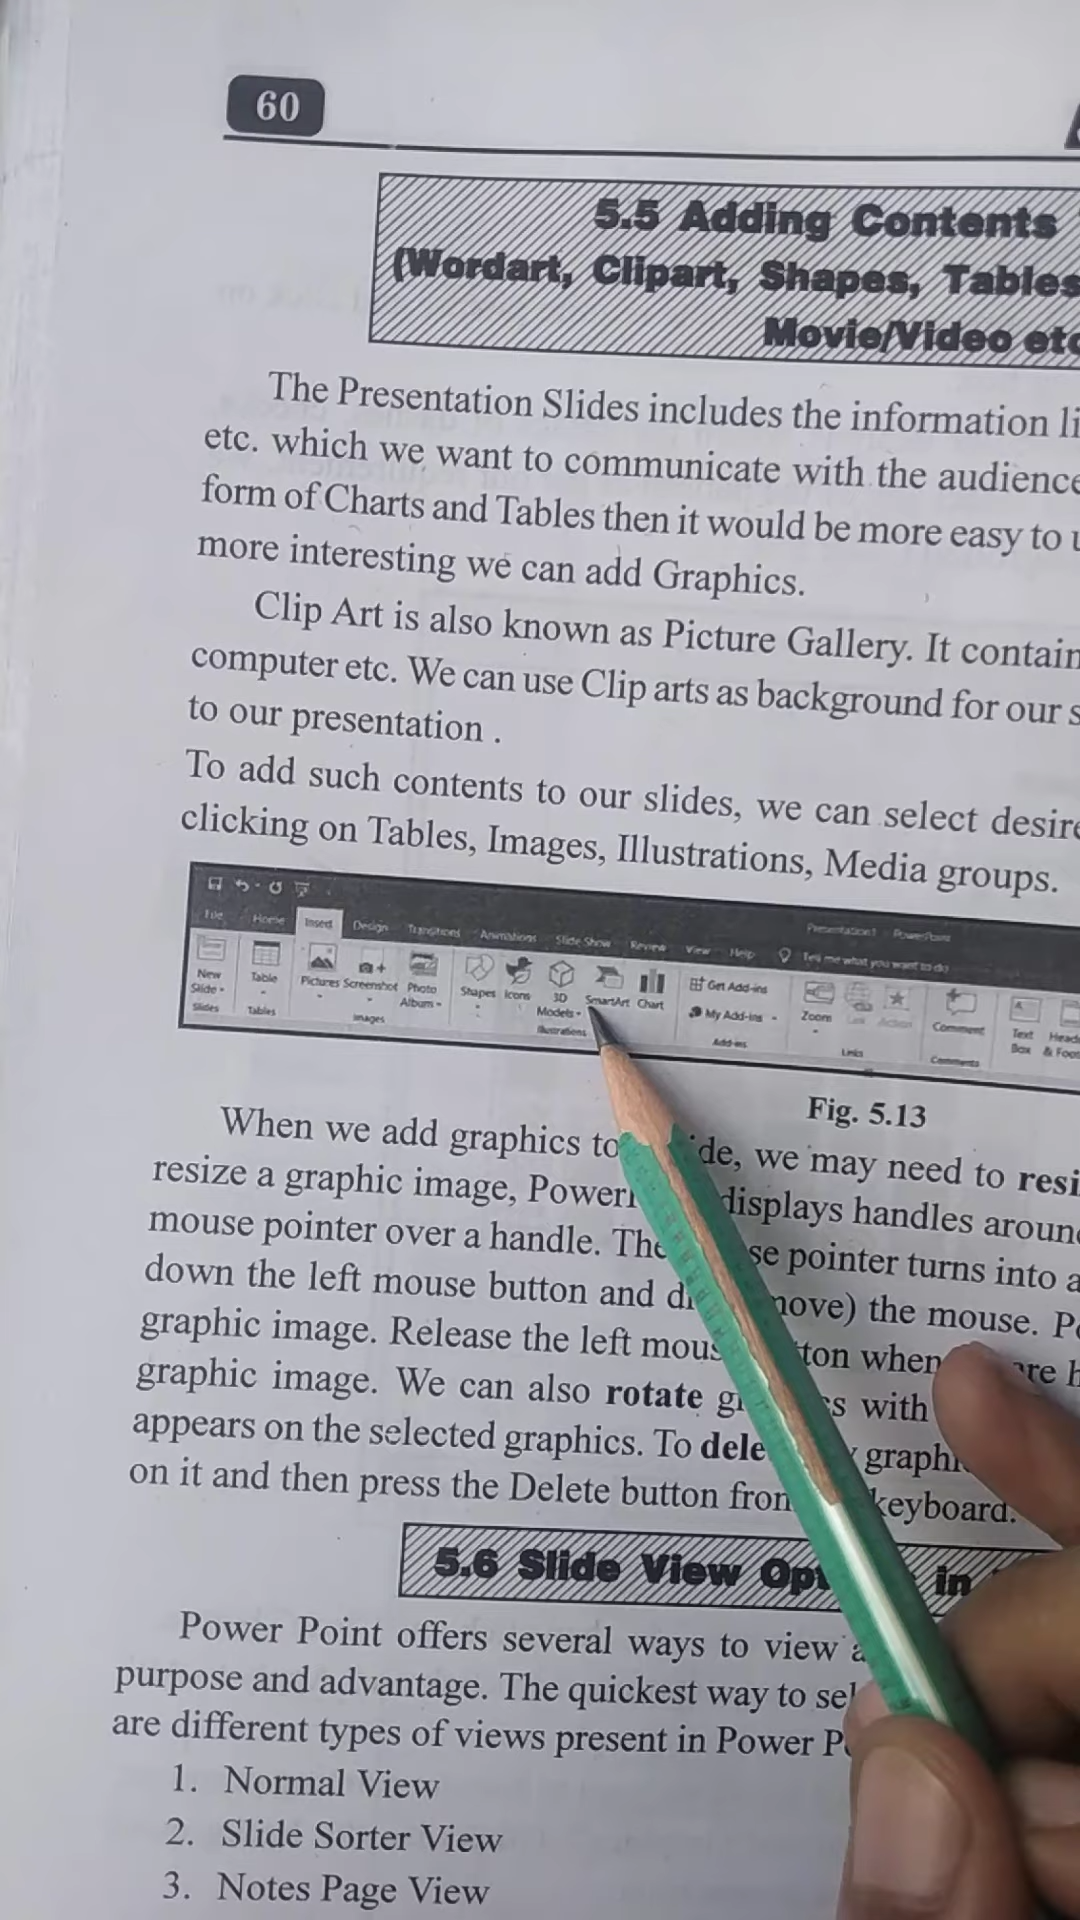 60
5.5 Adding Contents
(Wordart, Clipart, Shapes, Tables
Movie/Video etc
The Presentation Slides includes the information li
etc. which we want to communicate with the audience
form of Charts and Tables then it would be more easy to u
more interesting we can add Graphics.
Clip Art is also known as Picture Gallery. It contain
computer etc. We can use Clip arts as background for our s
to our presentation .
To add such contents to our slides, we can select desire
clicking on Tables, Images, Illustrations, Media groups.
Presentation1 - PowerPoint
File Home Insert Design Transitions Animations Slide Show Review View Help Tell me what you want to do
New Slide Table Pictures Screenshot Photo Album Shapes Icons 3D Models SmartArt Chart Get Add-ins My Add-ins Zoom Link Action Comment Text Box Head & Foot
Slides Tables Images Illustrations Add-ins Links Comments
Fig. 5.13
When we add graphics to ide, we may need to resi
resize a graphic image, Power displays handles aroun
mouse pointer over a handle. The se pointer turns into a
down the left mouse button and d move) the mouse. P
graphic image. Release the left mous tton when are h
graphic image. We can also rotate g s with
appears on the selected graphics. To dele graph
on it and then press the Delete button from keyboard.
5.6 Slide View Op in
Power Point offers several ways to view a
purpose and advantage. The quickest way to sel
are different types of views present in Power P
1. Normal View
2. Slide Sorter View
3. Notes Page View